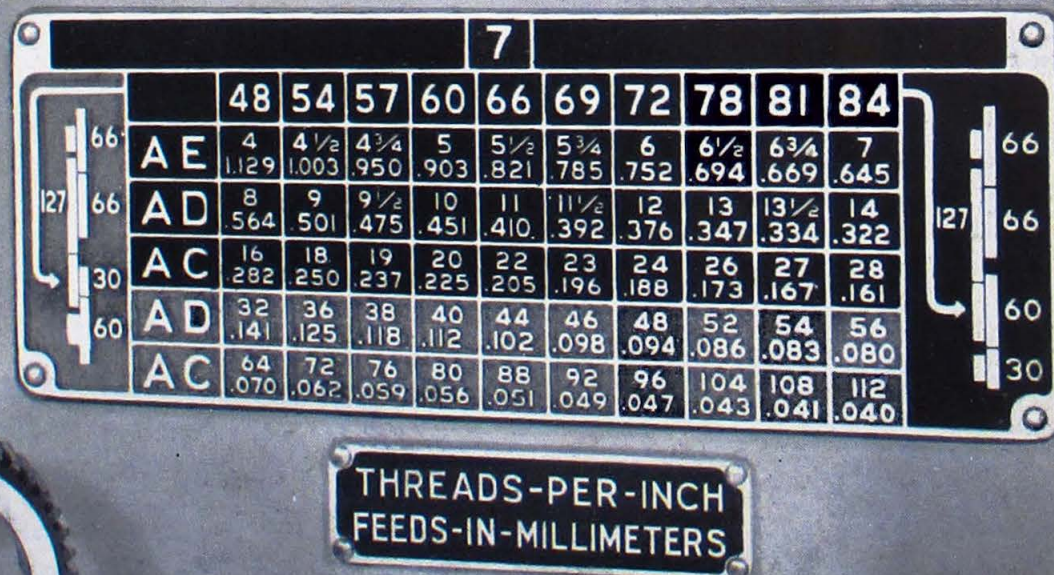 7
48 54 57 60 66 69 72 78 81 84
AE 4 4½ 4¾ 5 5½ 5¾ 6 6½ 6¾ 7
1.129 1.003 .950 .903 .821 .785 .752 .694 .669 .645
AD 8 9 9½ 10 11 11½ 12 13 13½ 14
.564 .501 .475 .451 .410 .392 .376 .347 .334 .322
AC 16 18 19 20 22 23 24 26 27 28
.282 .250 .237 .225 .205 .196 .188 .173 .167 .161
AD 32 36 38 40 44 46 48 52 54 56
.141 .125 .118 .112 .102 .098 .094 .086 .083 .080
AC 64 72 76 80 88 92 96 104 108 112
.070 .062 .059 .056 .051 .049 .047 .043 .041 .040
66
127 66
30
60
66
127 66
60
30
THREADS-PER-INCH
FEEDS-IN-MILLIMETERS